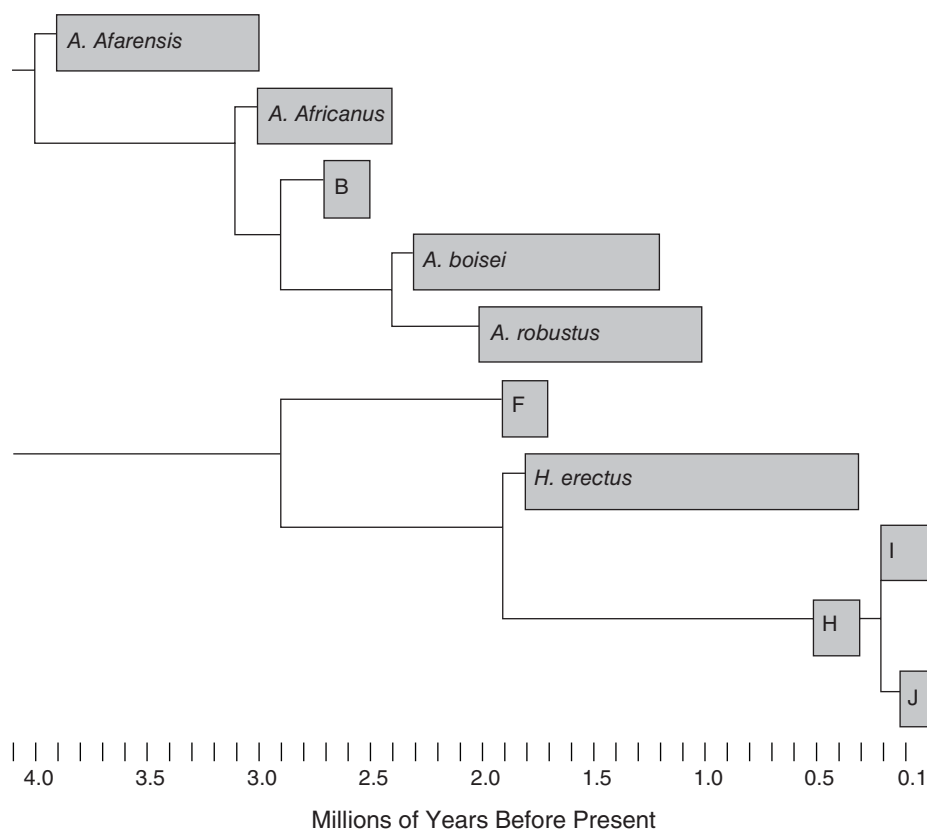 A. Afarensis
A. Africanus
B
A. boisei
A. robustus
F
H. erectus
I
H
J
4.0 3.5 3.0 2.5 2.0 1.5 1.0 0.5 0.1
Millions of Years Before Present